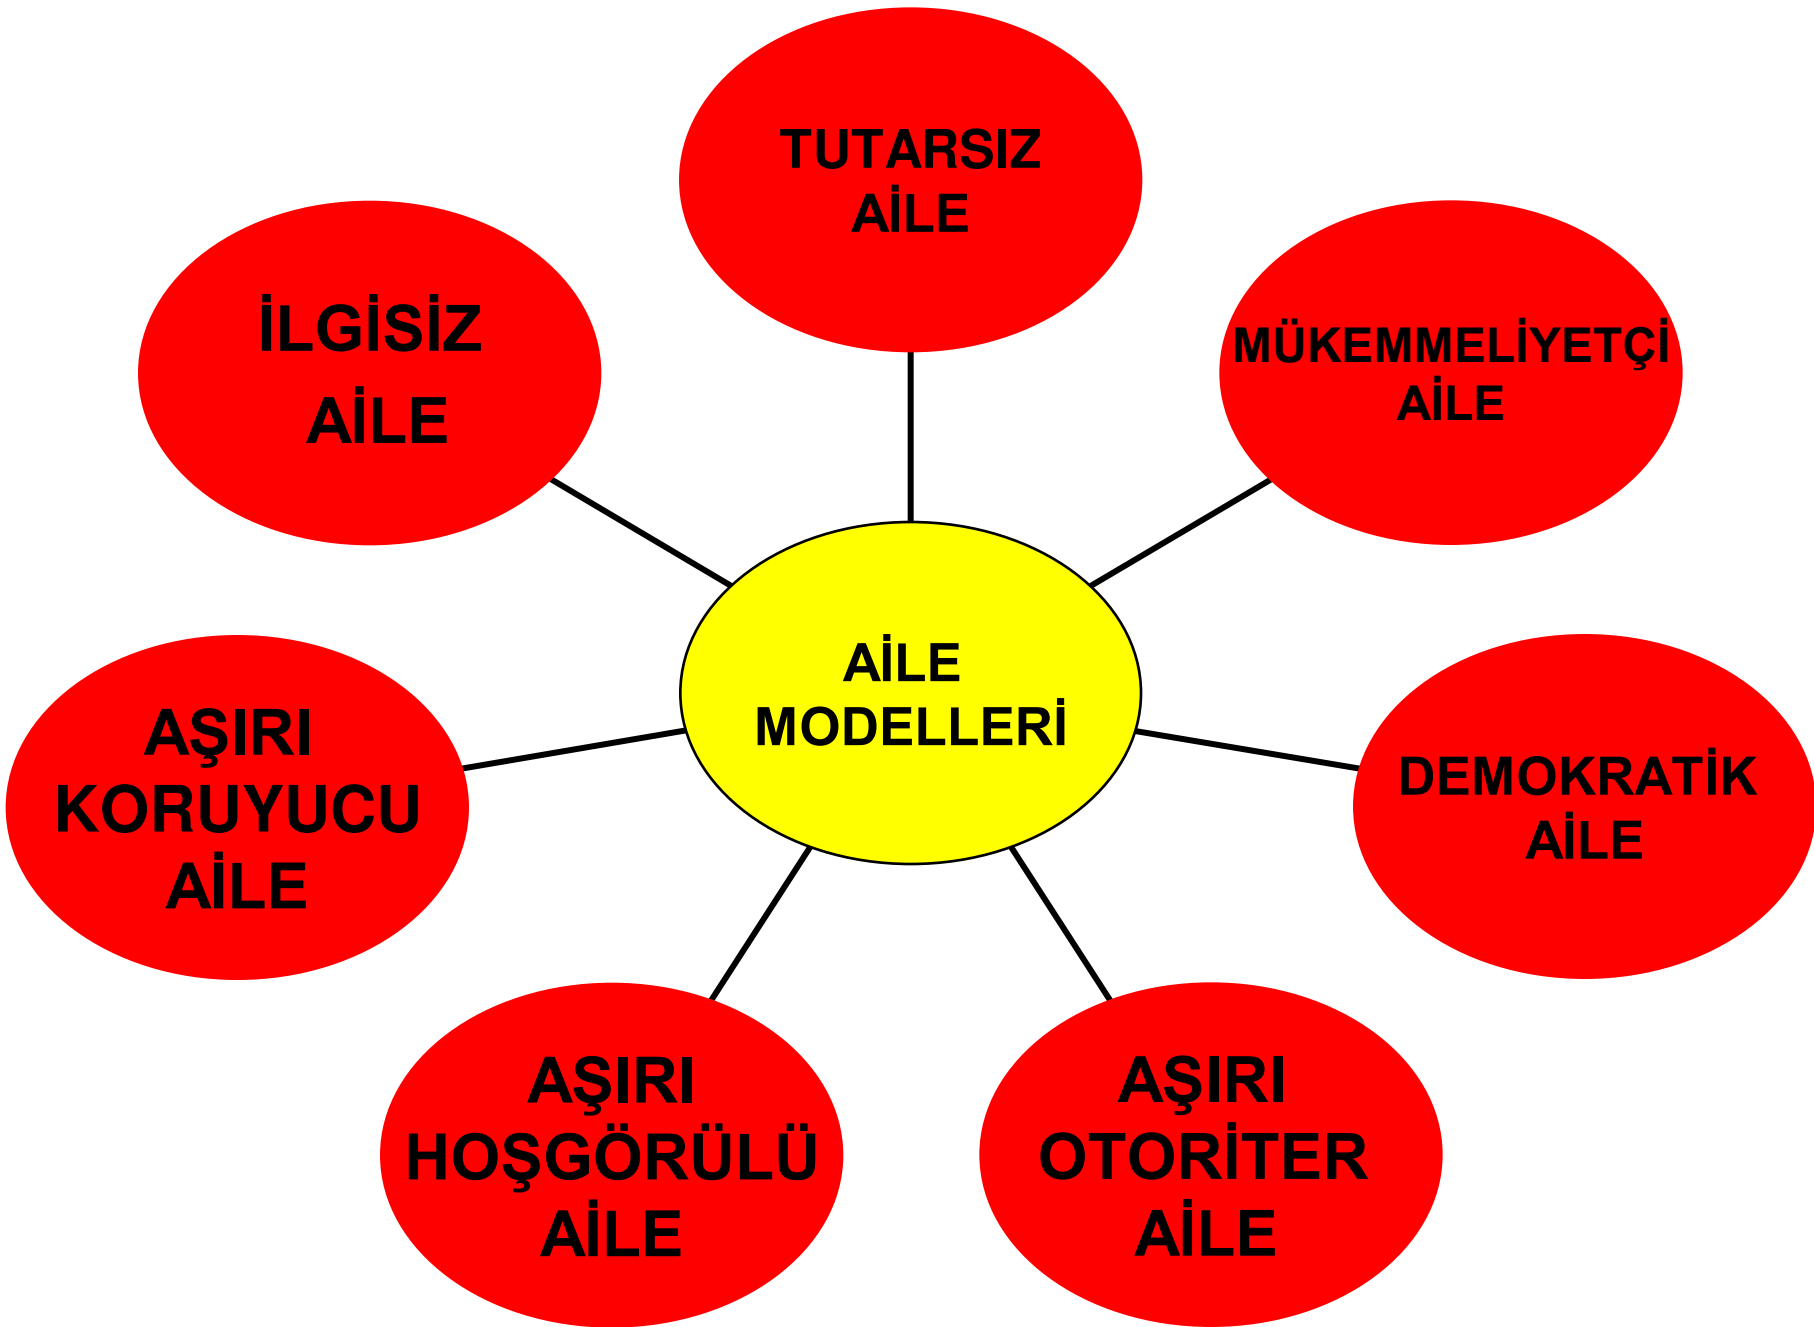 TUTARSIZ
AİLE
İLGİSİZ
AİLE
MÜKEMMELİYETÇİ
AİLE
AİLE
MODELLERİ
AŞIRI
KORUYUCU
AİLE
DEMOKRATİK
AİLE
AŞIRI
HOŞGÖRÜLÜ
AİLE
AŞIRI
OTORİTER
AİLE